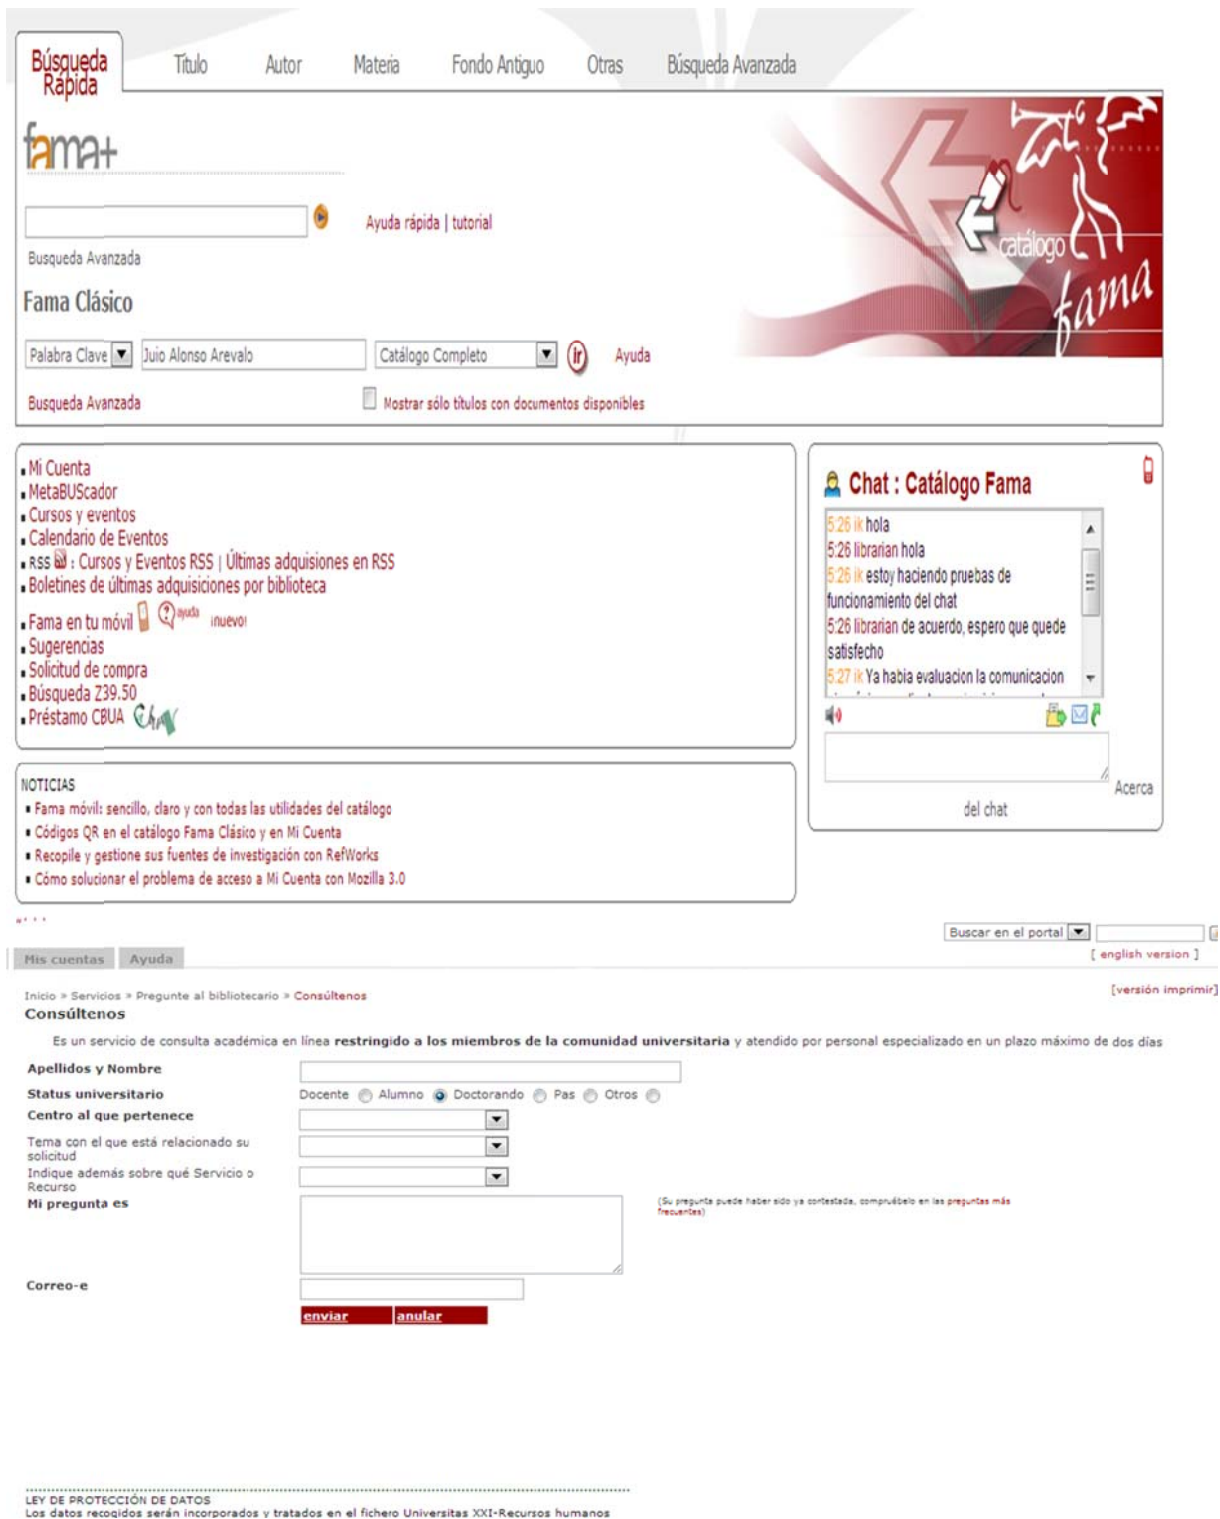 Búsqueda Rápida
Título
Autor
Materia
Fondo Antiguo
Otras
Búsqueda Avanzada
fama+
Ayuda rápida | tutorial
Busqueda Avanzada
catálogo
fama
Fama Clásico
Palabra Clave
Juio Alonso Arevalo
Catálogo Completo
ir
Ayuda
Busqueda Avanzada
Mostrar sólo títulos con documentos disponibles
Mi Cuenta
MetaBUScador
Cursos y eventos
Calendario de Eventos
RSS : Cursos y Eventos RSS | Últimas adquisiones en RSS
Boletines de últimas adquisiciones por biblioteca
Fama en tu móvil ayuda ¡nuevo!
Sugerencias
Solicitud de compra
Búsqueda Z39.50
Préstamo CBUA
Chat : Catálogo Fama
5:26 ik hola
5:26 librarian hola
5:26 ik estoy haciendo pruebas de
funcionamiento del chat
5:26 librarian de acuerdo, espero que quede
satisfecho
5:27 ik Ya habia evaluacion la comunicacion
Acerca
del chat
NOTICIAS
Fama móvil: sencillo, claro y con todas las utilidades del catálogo
Códigos QR en el catálogo Fama Clásico y en Mi Cuenta
Recopile y gestione sus fuentes de investigación con RefWorks
Cómo solucionar el problema de acceso a Mi Cuenta con Mozilla 3.0
Buscar en el portal
[ english version ]
Mis cuentas
Ayuda
Inicio » Servicios » Pregunte al bibliotecario » Consúltenos
[versión imprimir]
Consúltenos
Es un servicio de consulta académica en línea restringido a los miembros de la comunidad universitaria y atendido por personal especializado en un plazo máximo de dos días
Apellidos y Nombre
Status universitario
Docente Alumno Doctorando Pas Otros
Centro al que pertenece
Tema con el que está relacionado su
solicitud
Indique además sobre qué Servicio o
Recurso
Mi pregunta es
(Su pregunta puede haber sido ya contestada, compruébelo en las preguntas más
frecuentes)
Correo-e
enviar
anular
LEY DE PROTECCIÓN DE DATOS
Los datos recogidos serán incorporados y tratados en el fichero Universitas XXI-Recursos humanos